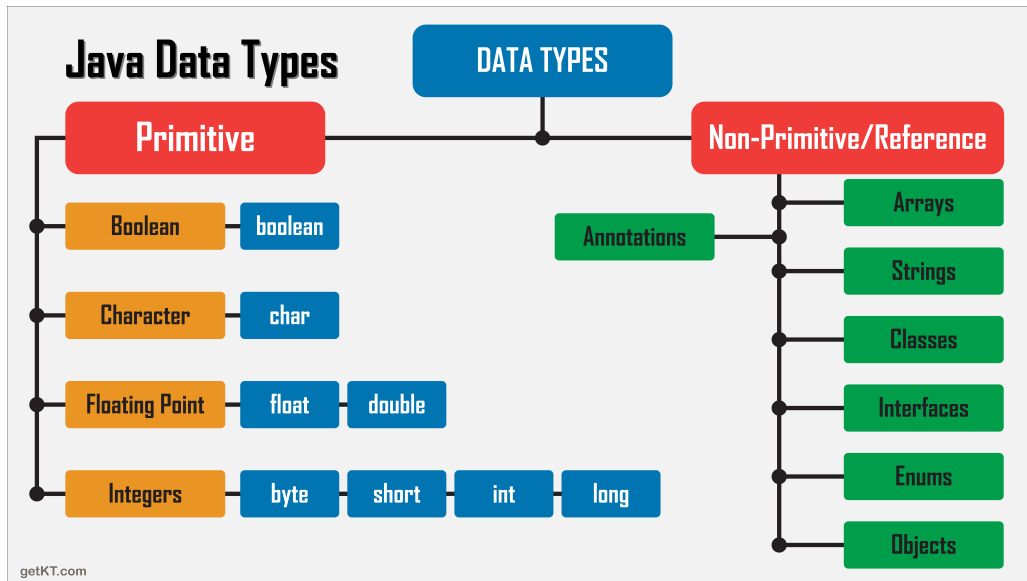 Java Data Types
DATA TYPES
Primitive
Non-Primitive/Reference
Boolean
boolean
Character
char
Floating Point
float
double
Integers
byte
short
int
long
Annotations
Arrays
Strings
Classes
Interfaces
Enums
Objects
getKT.com